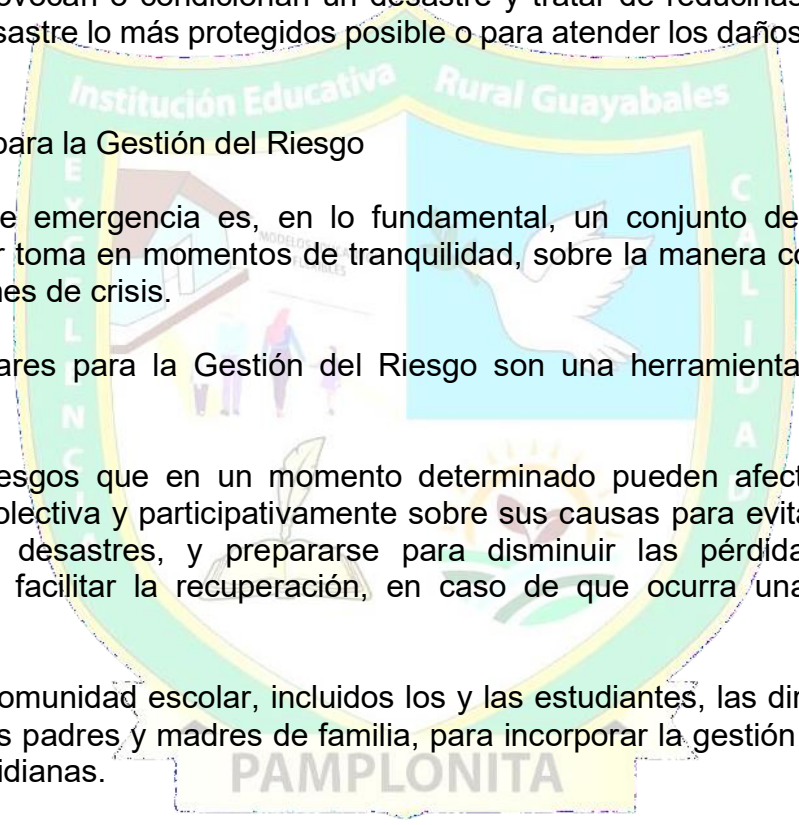 provocan o condicionan un desastre y tratar de reducirlas
desastre lo más protegidos posible o para atender los daños
Institución Educativa Rural Guayabales
para la Gestión del Riesgo
e emergencia es, en lo fundamental, un conjunto de
r toma en momentos de tranquilidad, sobre la manera co
nes de crisis.
ares para la Gestión del Riesgo son una herramienta
esgos que en un momento determinado pueden afect
olectiva y participativamente sobre sus causas para evita
desastres, y prepararse para disminuir las pérdida
facilitar la recuperación, en caso de que ocurra una
omunidad escolar, incluidos los y las estudiantes, las dir
s padres y madres de familia, para incorporar la gestión
idianas.
EXCELENCIA
CALIDAD
PAMPLONITA